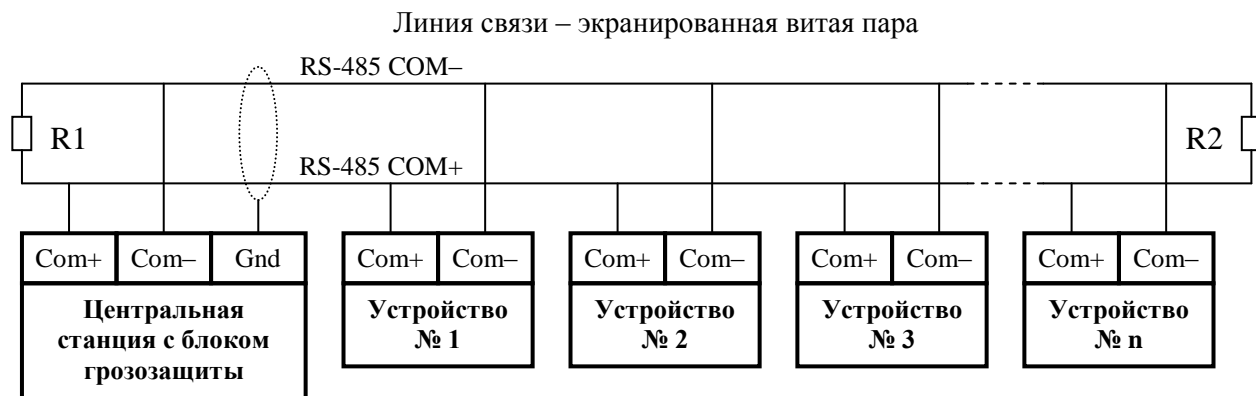 Линия связи – экранированная витая пара
RS-485 COM–
R1
R2
RS-485 COM+
Com+ Com– Gnd
Com+ Com–
Com+ Com–
Com+ Com–
Com+ Com–
Центральная
станция с блоком
грозозащиты
Устройство
№ 1
Устройство
№ 2
Устройство
№ 3
Устройство
№ n